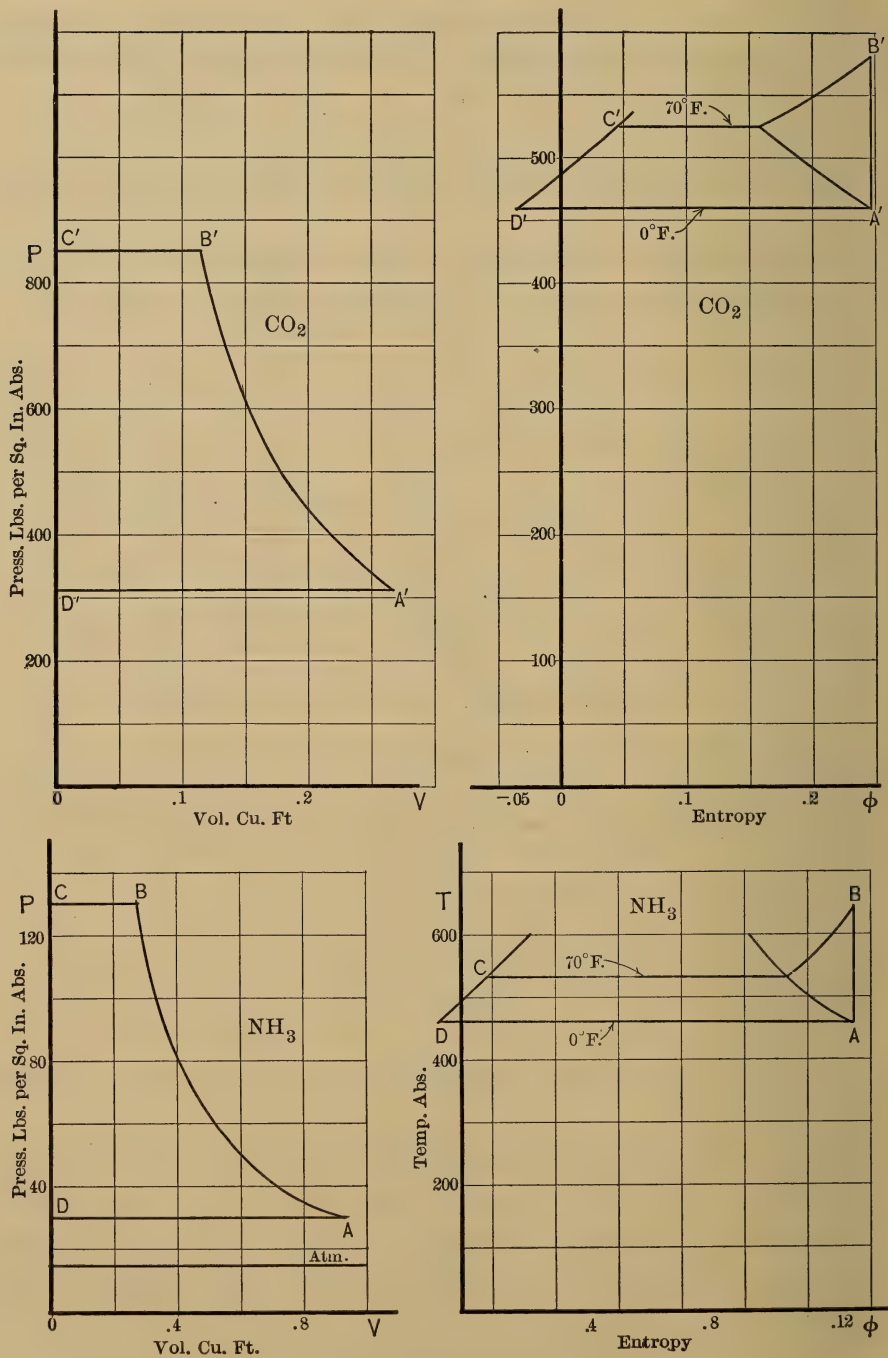 P
Press. Lbs. per Sq. In. Abs.
800
600
400
200
0
.1
.2
V
Vol. Cu. Ft
C′
B′
CO₂
D′
A′
500
400
300
200
100
-.05
0
.1
.2
ϕ
Entropy
B′
C′
70°F.
D′
0°F.
A′
CO₂
P
Press. Lbs. per Sq. In. Abs.
120
80
40
0
.4
.8
V
Vol. Cu. Ft.
C
B
NH₃
D
A
Atm.
T
Temp. Abs.
600
400
200
.4
0.8
0.12
ϕ
Entropy
NH₃
B
C
70°F.
D
0°F.
A